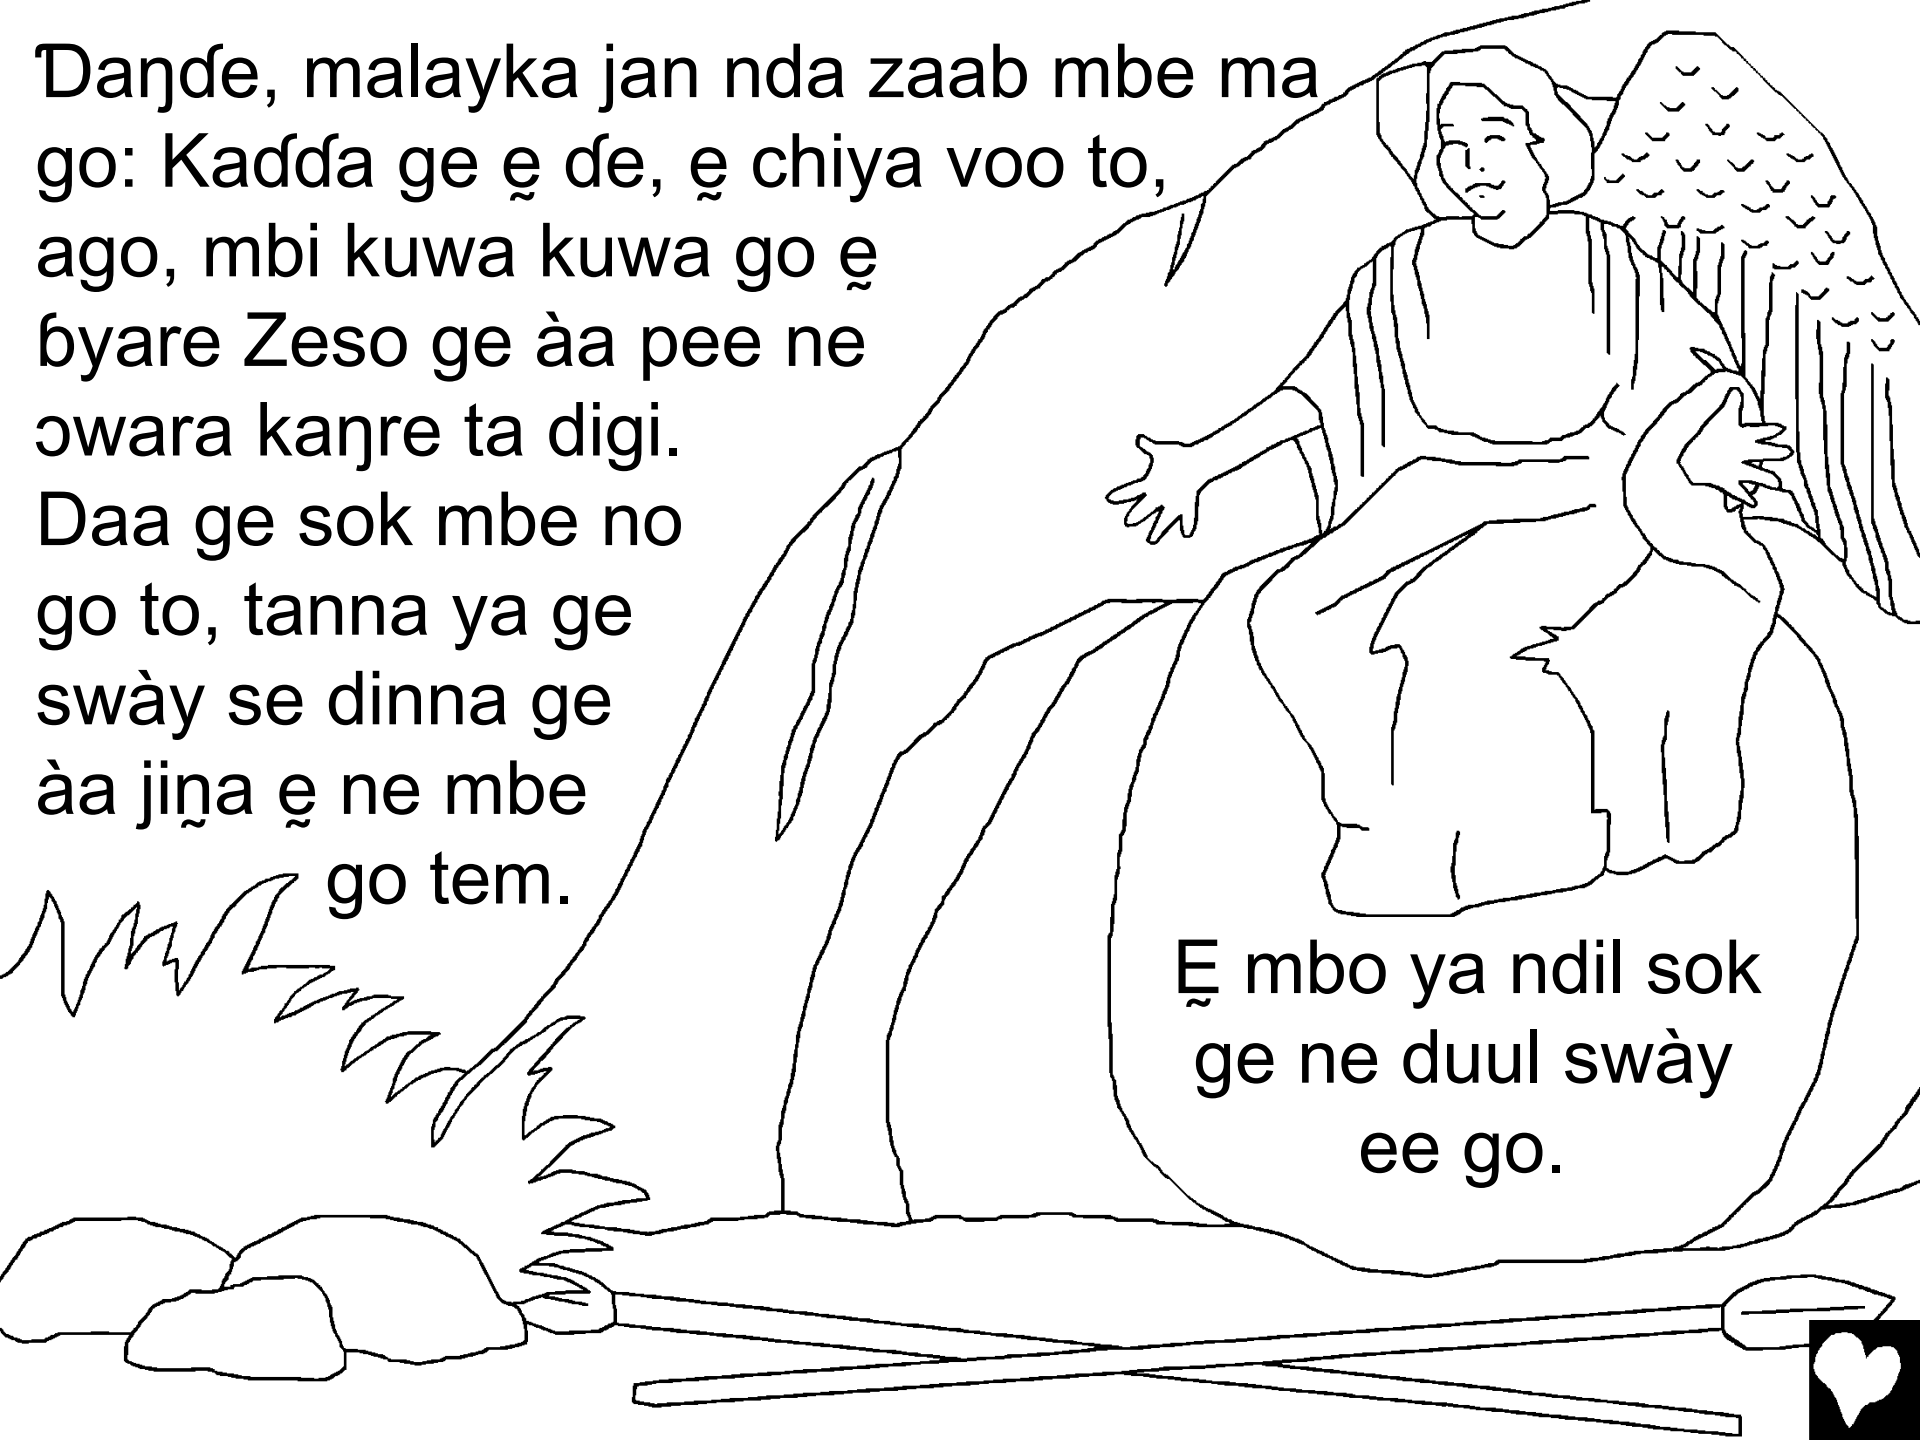 Ɗaŋɗe, malayka jan nda zaab mbe ma
go: Kaɗɗa ge ḛ ɗe, ḛ chiya voo to,
ago, mbi kuwa kuwa go ḛ
ɓyare Zeso ge àa pee ne
ɔwara kaŋre ta digi.
Daa ge sok mbe no
go to, tanna ya ge
swày se dinna ge
àa jin̰a ḛ ne mbe
go tem.
Ḛ mbo ya ndil sok
ge ne duul swày
ee go.